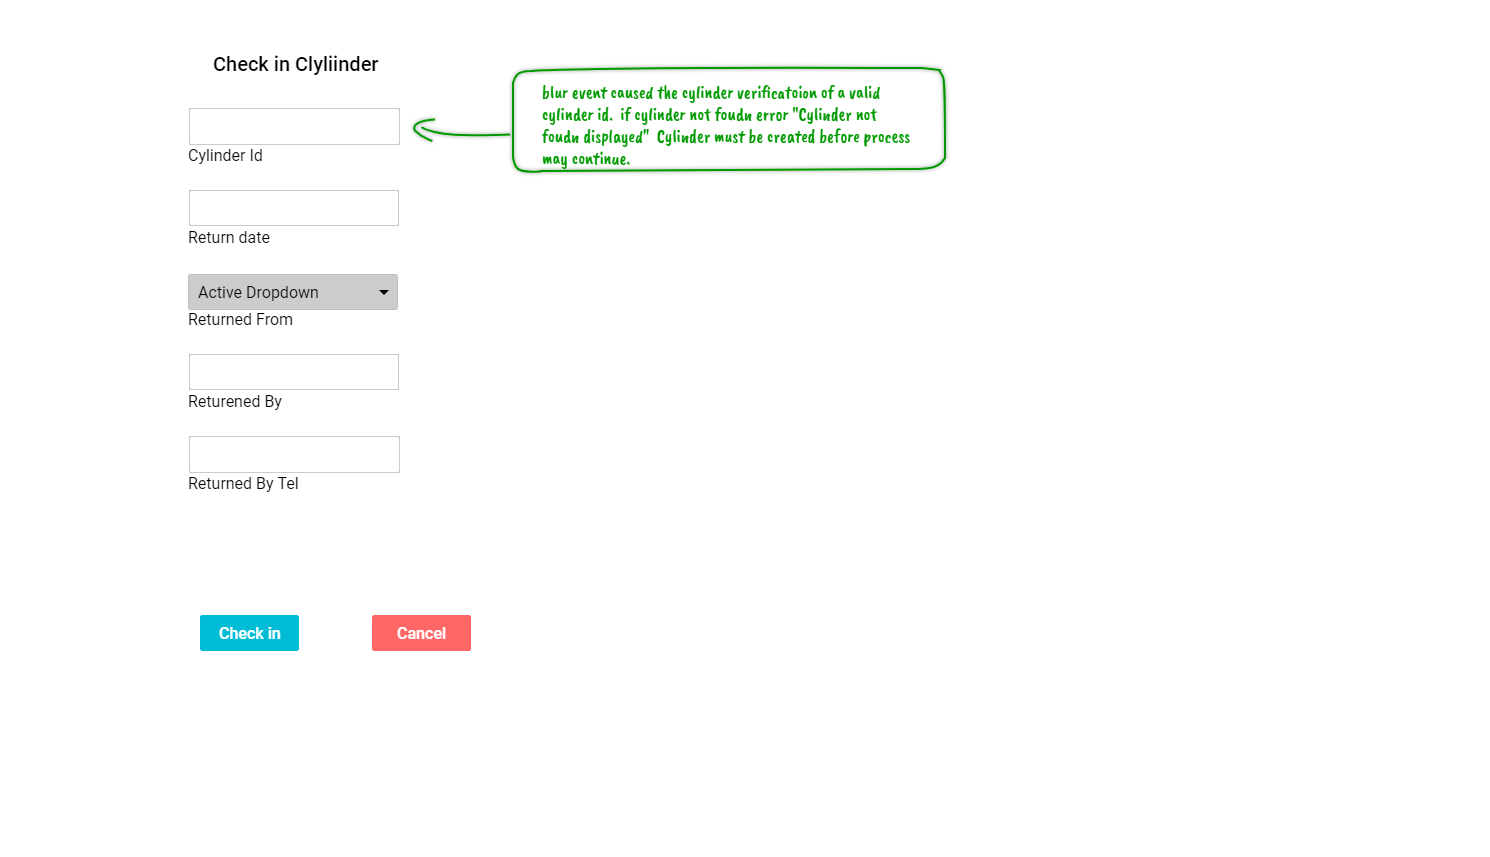 Check in Clyliinder
blur event caused the cylinder verificatoion of a valid
cylinder id.  if cylinder not foudn error "Cylinder not
foudn displayed"  Cylinder must be created before process
may continue.
Cylinder Id
Return date
Active Dropdown
Returned From
Returened By
Returned By Tel
Check in
Cancel